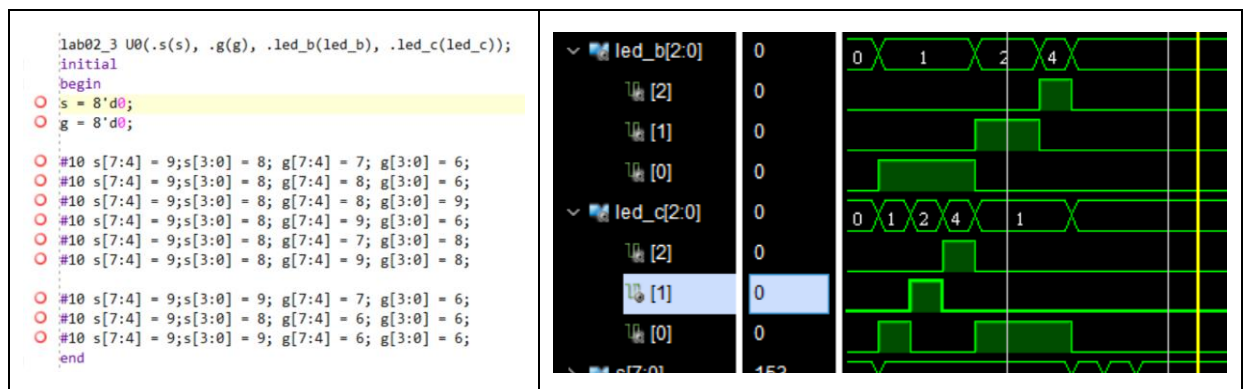 lab02_3 U0(.s(s), .g(g), .led_b(led_b), .led_c(led_c));
initial
begin
s = 8'd0;
g = 8'd0;
#10 s[7:4] = 9;s[3:0] = 8; g[7:4] = 7; g[3:0] = 6;
#10 s[7:4] = 9;s[3:0] = 8; g[7:4] = 8; g[3:0] = 6;
#10 s[7:4] = 9;s[3:0] = 8; g[7:4] = 8; g[3:0] = 9;
#10 s[7:4] = 9;s[3:0] = 8; g[7:4] = 9; g[3:0] = 6;
#10 s[7:4] = 9;s[3:0] = 8; g[7:4] = 7; g[3:0] = 8;
#10 s[7:4] = 9;s[3:0] = 8; g[7:4] = 9; g[3:0] = 8;
#10 s[7:4] = 9;s[3:0] = 9; g[7:4] = 7; g[3:0] = 6;
#10 s[7:4] = 9;s[3:0] = 8; g[7:4] = 6; g[3:0] = 6;
#10 s[7:4] = 9;s[3:0] = 9; g[7:4] = 6; g[3:0] = 6;
end
led_b[2:0] 0 0 1 2 4
[2] 0
[1] 0
[0] 0
led_c[2:0] 0 0 1 2 4 1
[2] 0
[1] 0
[0] 0
s[7:0] 153